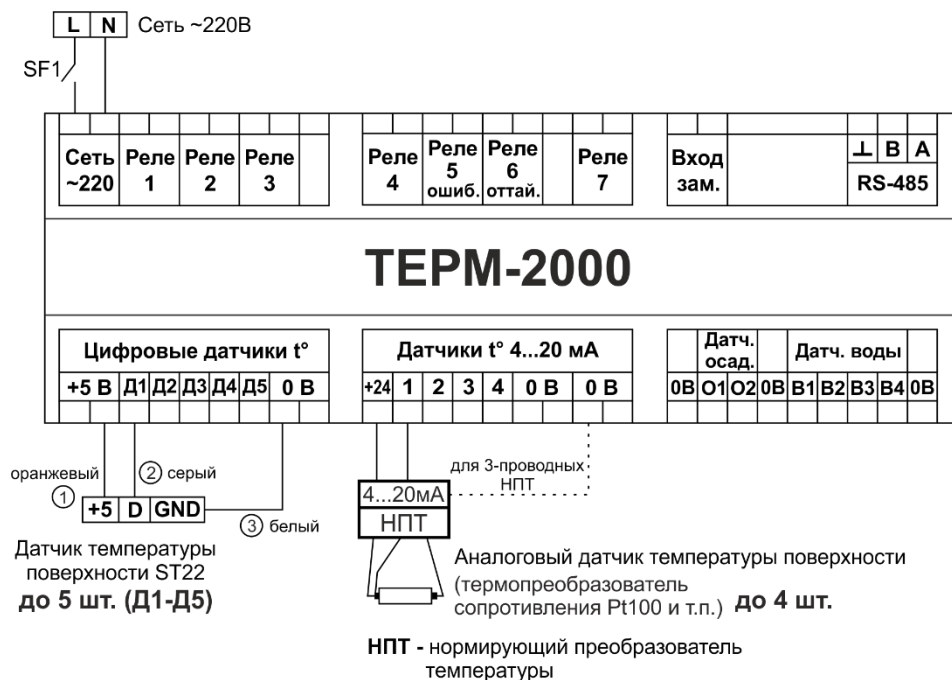 L N Сеть ~220В
SF1
Сеть ~220 Реле 1 Реле 2 Реле 3
Реле 4 Реле 5 ошиб. Реле 6 оттай. Реле 7
Вход зам.
⊥ B A
RS-485
ТЕРМ-2000
Цифровые датчики t°
+5 В Д1 Д2 Д3 Д4 Д5 0 В
Датчики t° 4...20 мА
+24 1 2 3 4 0 В 0 В
Датч. осад.
Датч. воды
0В О1 О2 0В В1 В2 В3 В4 0В
оранжевый
1
2 серый
+5 D GND
3 белый
для 3-проводных
НПТ
4...20мА
НПТ
Датчик температуры
поверхности ST22
до 5 шт. (Д1-Д5)
Аналоговый датчик температуры поверхности
(термопреобразователь
сопротивления Pt100 и т.п.) до 4 шт.
НПТ - нормирующий преобразователь
температуры